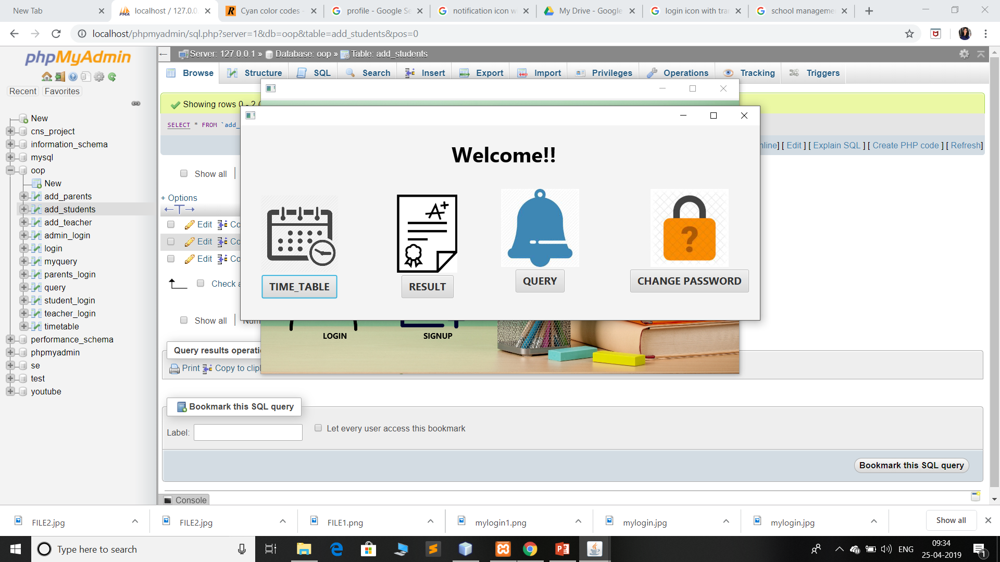 New Tab
localhost / 127.0.0.
Cyan color codes -
profile - Google Se
notification icon w
My Drive - Google
login icon with tra
school manageme
localhost/phpmyadmin/sql.php?server=1&db=oop&table=add_students&pos=0
phpMyAdmin
Recent
Favorites
New
cns_project
information_schema
mysql
oop
New
add_parents
add_students
add_teacher
admin_login
login
myquery
parents_login
query
student_login
teacher_login
timetable
performance_schema
phpmyadmin
se
test
youtube
Server: 127.0.0.1 » Database: oop » Table: add_students
Browse
Structure
SQL
Search
Insert
Export
Import
Privileges
Operations
Tracking
Triggers
Showing rows 0 - 2 (
SELECT * FROM `add_
nline] [ Edit ] [ Explain SQL ] [ Create PHP code ] [ Refresh]
Show all
+ Options
←T→
Edit Co
Edit Co
Edit Co
Check a
Show all
Num
Welcome!!
A+
?
TIME_TABLE
RESULT
QUERY
CHANGE PASSWORD
LOGIN
SIGNUP
Query results operati
Print Copy to clip
Bookmark this SQL query
Label:
Let every user access this bookmark
Bookmark this SQL query
Console
FILE2.jpg
FILE2.jpg
FILE1.png
mylogin1.png
mylogin.jpg
mylogin.jpg
Show all
Type here to search
ENG
09:34
25-04-2019
1